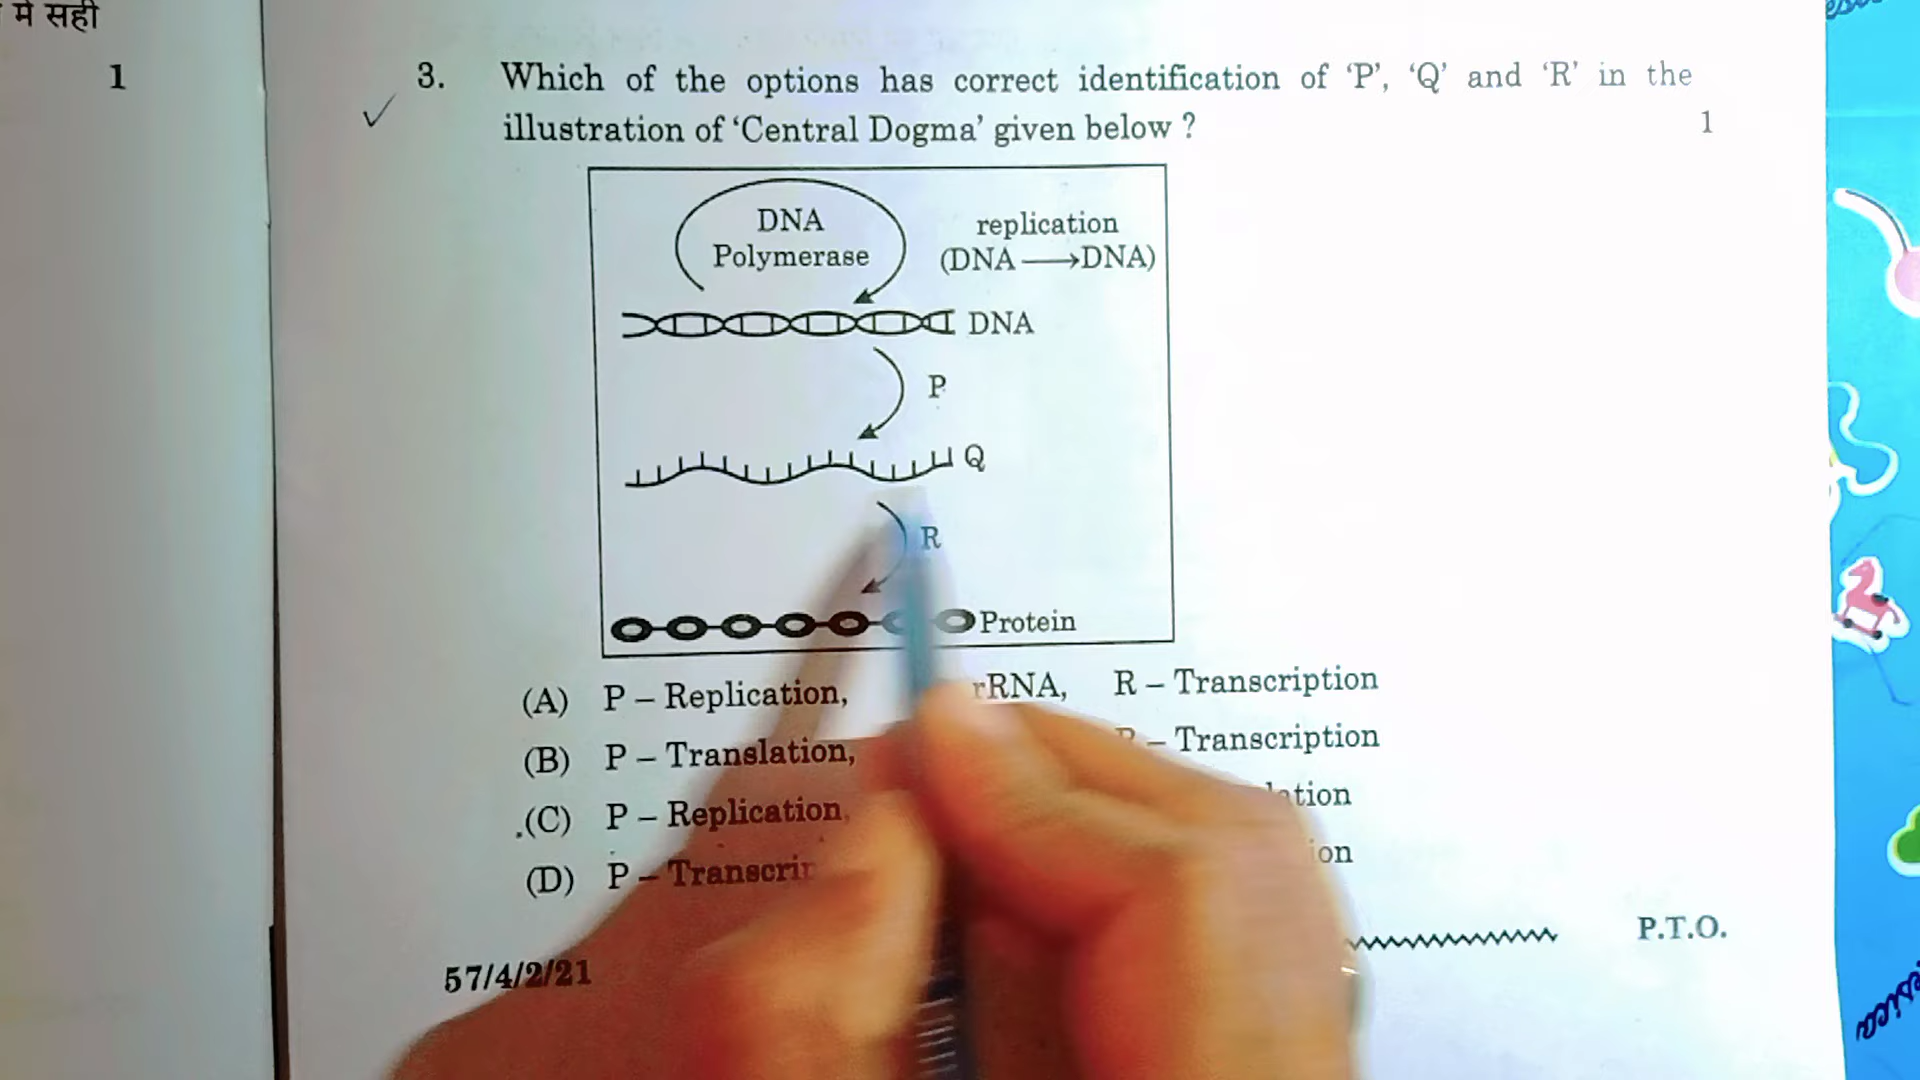 में सही
1
3. Which of the options has correct identification of ‘P’, ‘Q’ and ‘R’ in the
illustration of ‘Central Dogma’ given below ? 1
DNA
Polymerase
replication
(DNA ⟶DNA)
DNA
P
Q
R
Protein
(A) P – Replication, rRNA, R – Transcription
(B) P – Translation, – Transcription
(C) P – Replication,
(D) P –
57/4/2/21
P.T.O.